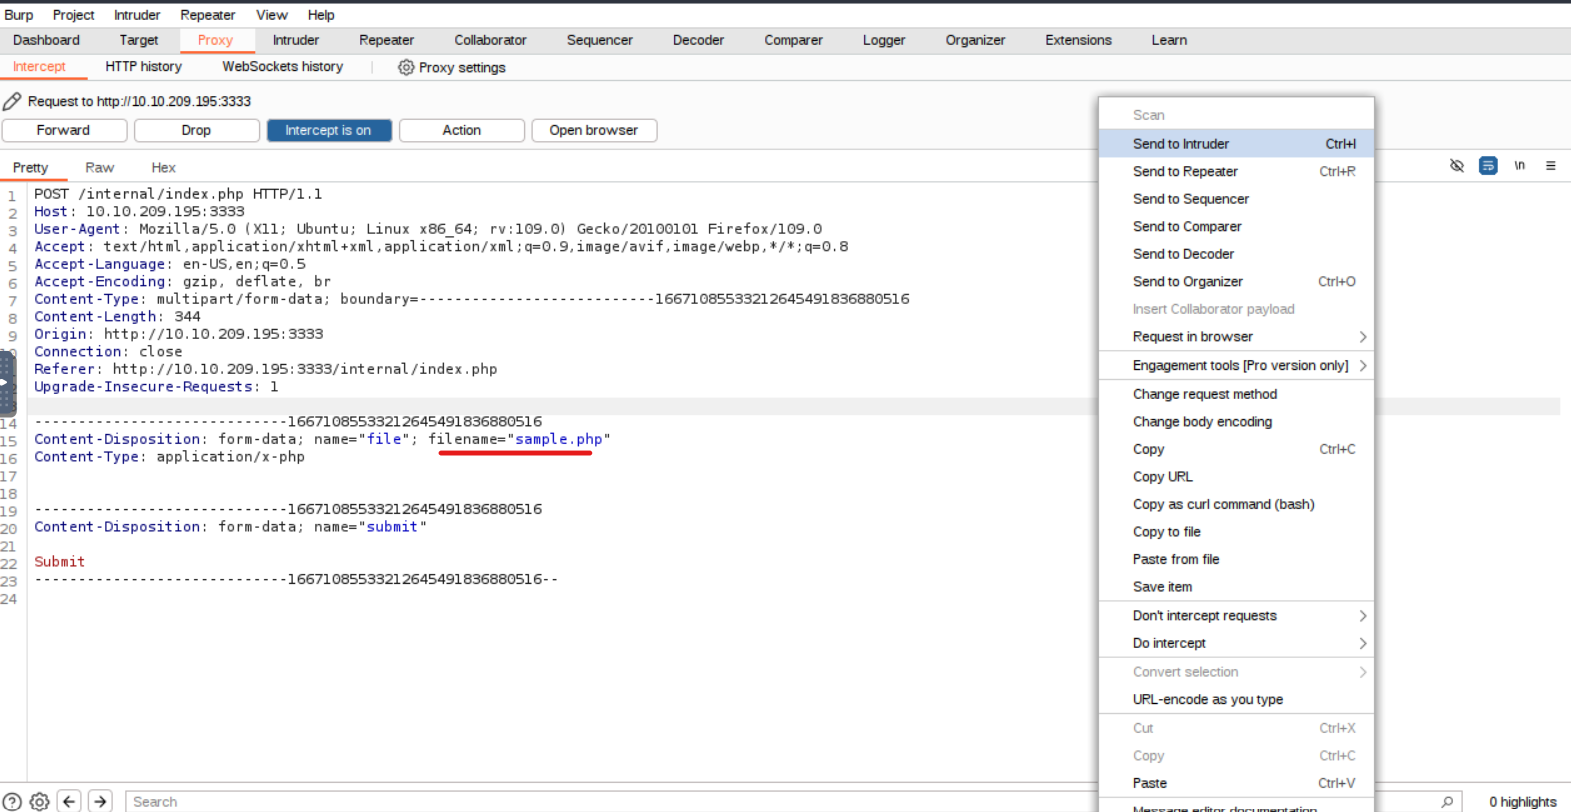 Burp Project Intruder Repeater View Help
Dashboard Target Proxy Intruder Repeater Collaborator Sequencer Decoder Comparer Logger Organizer Extensions Learn
Intercept HTTP history WebSockets history Proxy settings
Request to http://10.10.209.195:3333
Forward Drop Intercept is on Action Open browser
Pretty Raw Hex \n
1 POST /internal/index.php HTTP/1.1
2 Host: 10.10.209.195:3333
3 User-Agent: Mozilla/5.0 (X11; Ubuntu; Linux x86_64; rv:109.0) Gecko/20100101 Firefox/109.0
4 Accept: text/html,application/xhtml+xml,application/xml;q=0.9,image/avif,image/webp,*/*;q=0.8
5 Accept-Language: en-US,en;q=0.5
6 Accept-Encoding: gzip, deflate, br
7 Content-Type: multipart/form-data; boundary=---------------------------16671085533212645491836880516
8 Content-Length: 344
9 Origin: http://10.10.209.195:3333
Connection: close
Referer: http://10.10.209.195:3333/internal/index.php
Upgrade-Insecure-Requests: 1
14 -----------------------------16671085533212645491836880516
15 Content-Disposition: form-data; name="file"; filename="sample.php"
16 Content-Type: application/x-php
17
18
19 -----------------------------16671085533212645491836880516
20 Content-Disposition: form-data; name="submit"
21
22 Submit
23 -----------------------------16671085533212645491836880516--
24
Scan
Send to Intruder Ctrl+I
Send to Repeater Ctrl+R
Send to Sequencer
Send to Comparer
Send to Decoder
Send to Organizer Ctrl+O
Insert Collaborator payload
Request in browser
Engagement tools [Pro version only]
Change request method
Change body encoding
Copy Ctrl+C
Copy URL
Copy as curl command (bash)
Copy to file
Paste from file
Save item
Don't intercept requests
Do intercept
Convert selection
URL-encode as you type
Cut Ctrl+X
Copy Ctrl+C
Paste Ctrl+V
Message editor documentation
Search 0 highlights